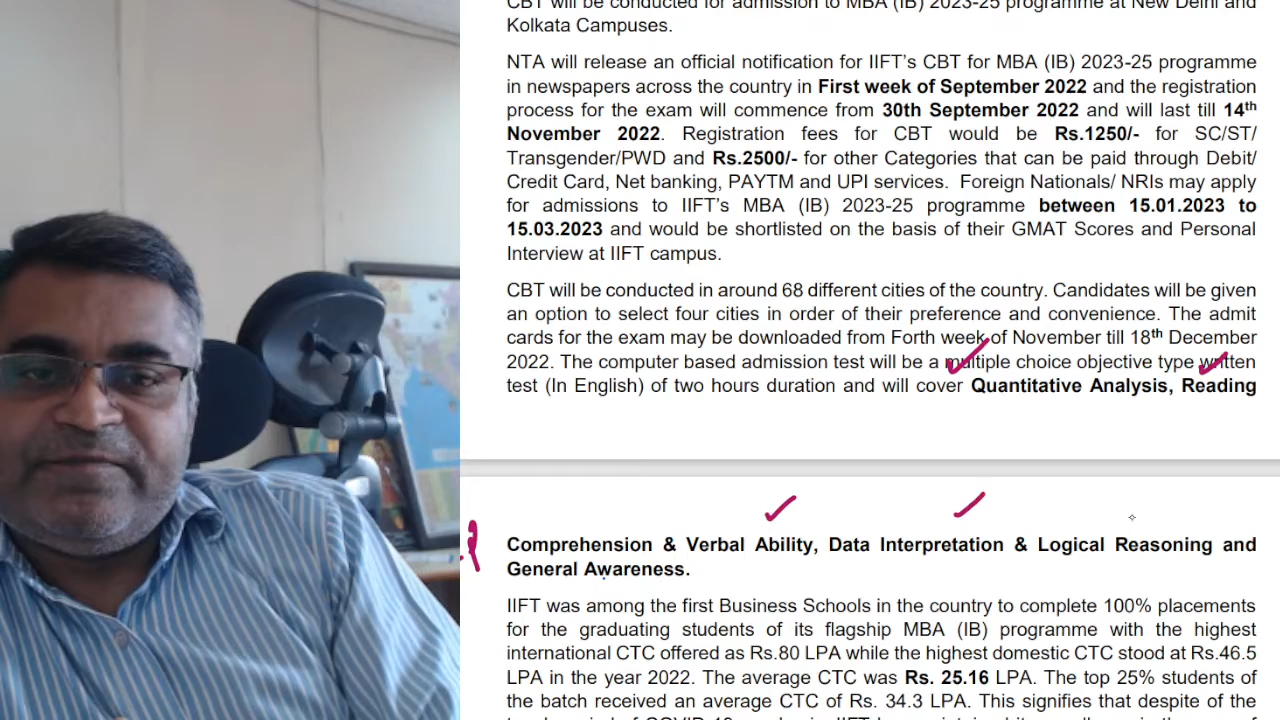 CBT will be conducted for admission to MBA (IB) 2023-25 programme at New Delhi and
Kolkata Campuses.
NTA will release an official notification for IIFT's CBT for MBA (IB) 2023-25 programme
in newspapers across the country in First week of September 2022 and the registration
process for the exam will commence from 30th September 2022 and will last till 14th
November 2022. Registration fees for CBT would be Rs.1250/- for SC/ST/
Transgender/PWD and Rs.2500/- for other Categories that can be paid through Debit/
Credit Card, Net banking, PAYTM and UPI services. Foreign Nationals/ NRIs may apply
for admissions to IIFT's MBA (IB) 2023-25 programme between 15.01.2023 to
15.03.2023 and would be shortlisted on the basis of their GMAT Scores and Personal
Interview at IIFT campus.
CBT will be conducted in around 68 different cities of the country. Candidates will be given
an option to select four cities in order of their preference and convenience. The admit
cards for the exam may be downloaded from Forth week of November till 18th December
2022. The computer based admission test will be a multiple choice objective type written
test (In English) of two hours duration and will cover Quantitative Analysis, Reading
Comprehension & Verbal Ability, Data Interpretation & Logical Reasoning and
General Awareness.
IIFT was among the first Business Schools in the country to complete 100% placements
for the graduating students of its flagship MBA (IB) programme with the highest
international CTC offered as Rs.80 LPA while the highest domestic CTC stood at Rs.46.5
LPA in the year 2022. The average CTC was Rs. 25.16 LPA. The top 25% students of
the batch received an average CTC of Rs. 34.3 LPA. This signifies that despite of the